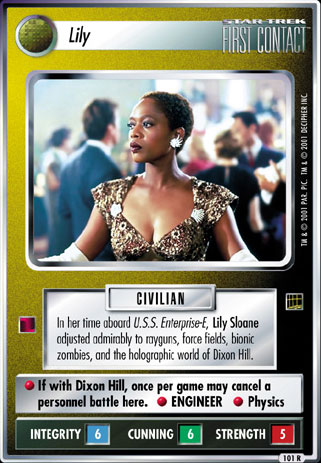 Lily
STAR TREK
FIRST CONTACT™
TM & © 2001 PAR. PIC. TM & © 2001 DECIPHER INC.
CIVILIAN
In her time aboard U.S.S. Enterprise-E, Lily Sloane
adjusted admirably to rayguns, force fields, bionic
zombies, and the holographic world of Dixon Hill.
If with Dixon Hill, once per game may cancel a
personnel battle here. • ENGINEER • Physics
INTEGRITY 6 CUNNING 6 STRENGTH 5
101 R